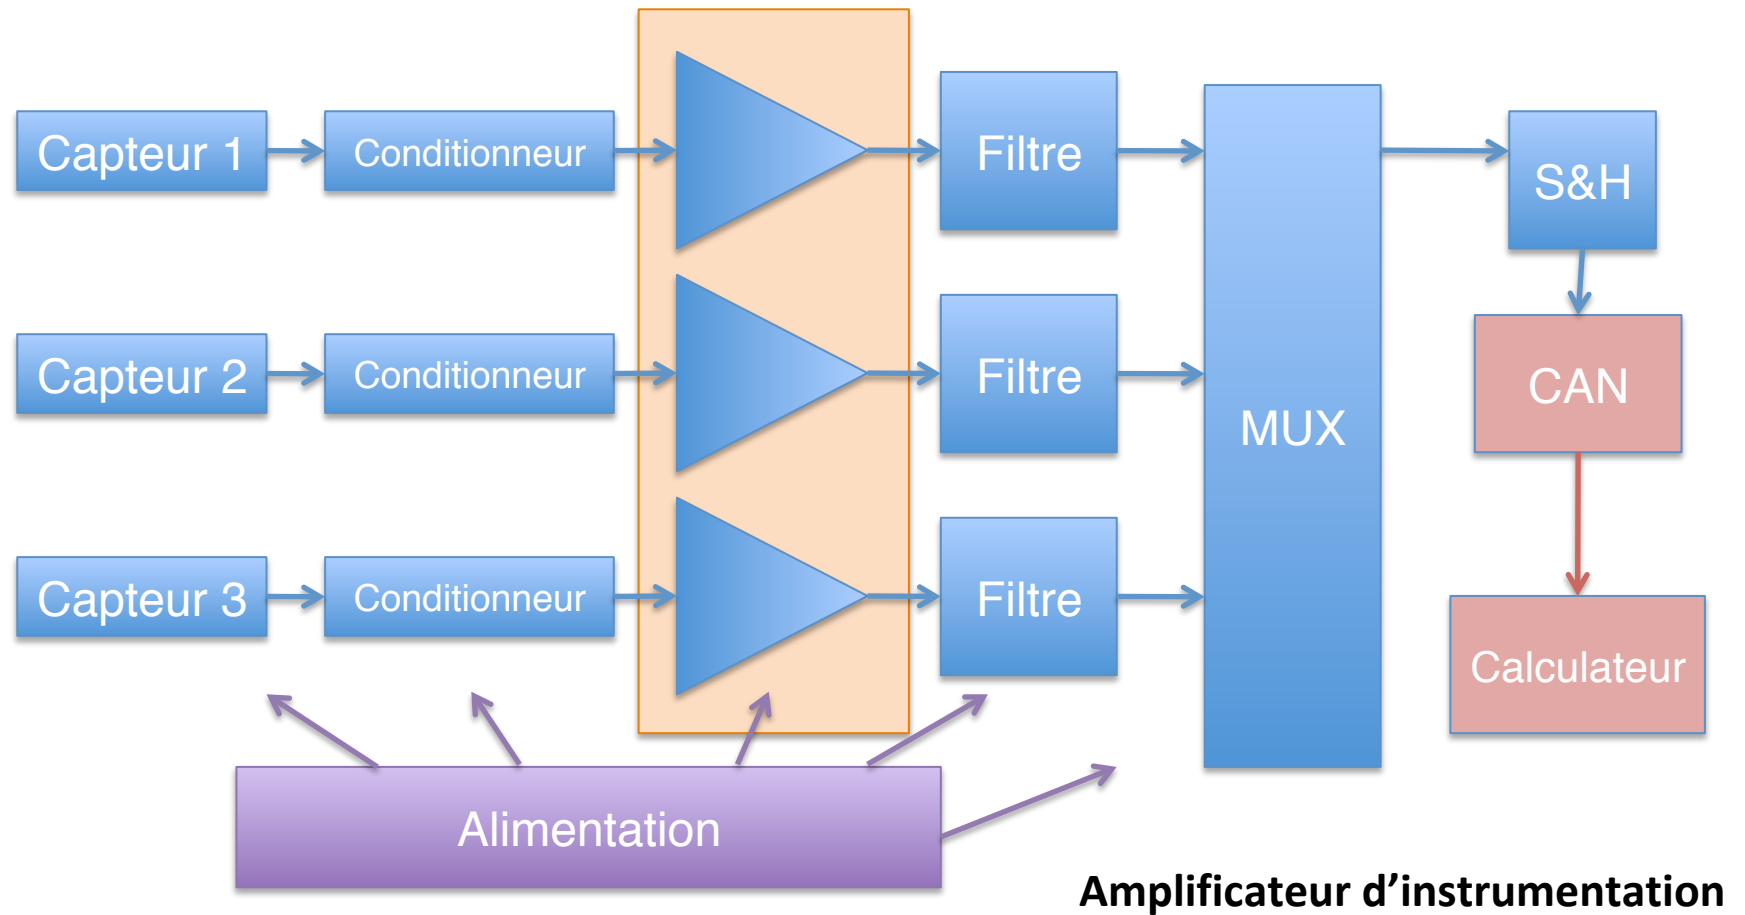 Capteur 1
Conditionneur
Filtre
S&H
Capteur 2
Conditionneur
Filtre
MUX
CAN
Capteur 3
Conditionneur
Filtre
Calculateur
Alimentation
Amplificateur d’instrumentation